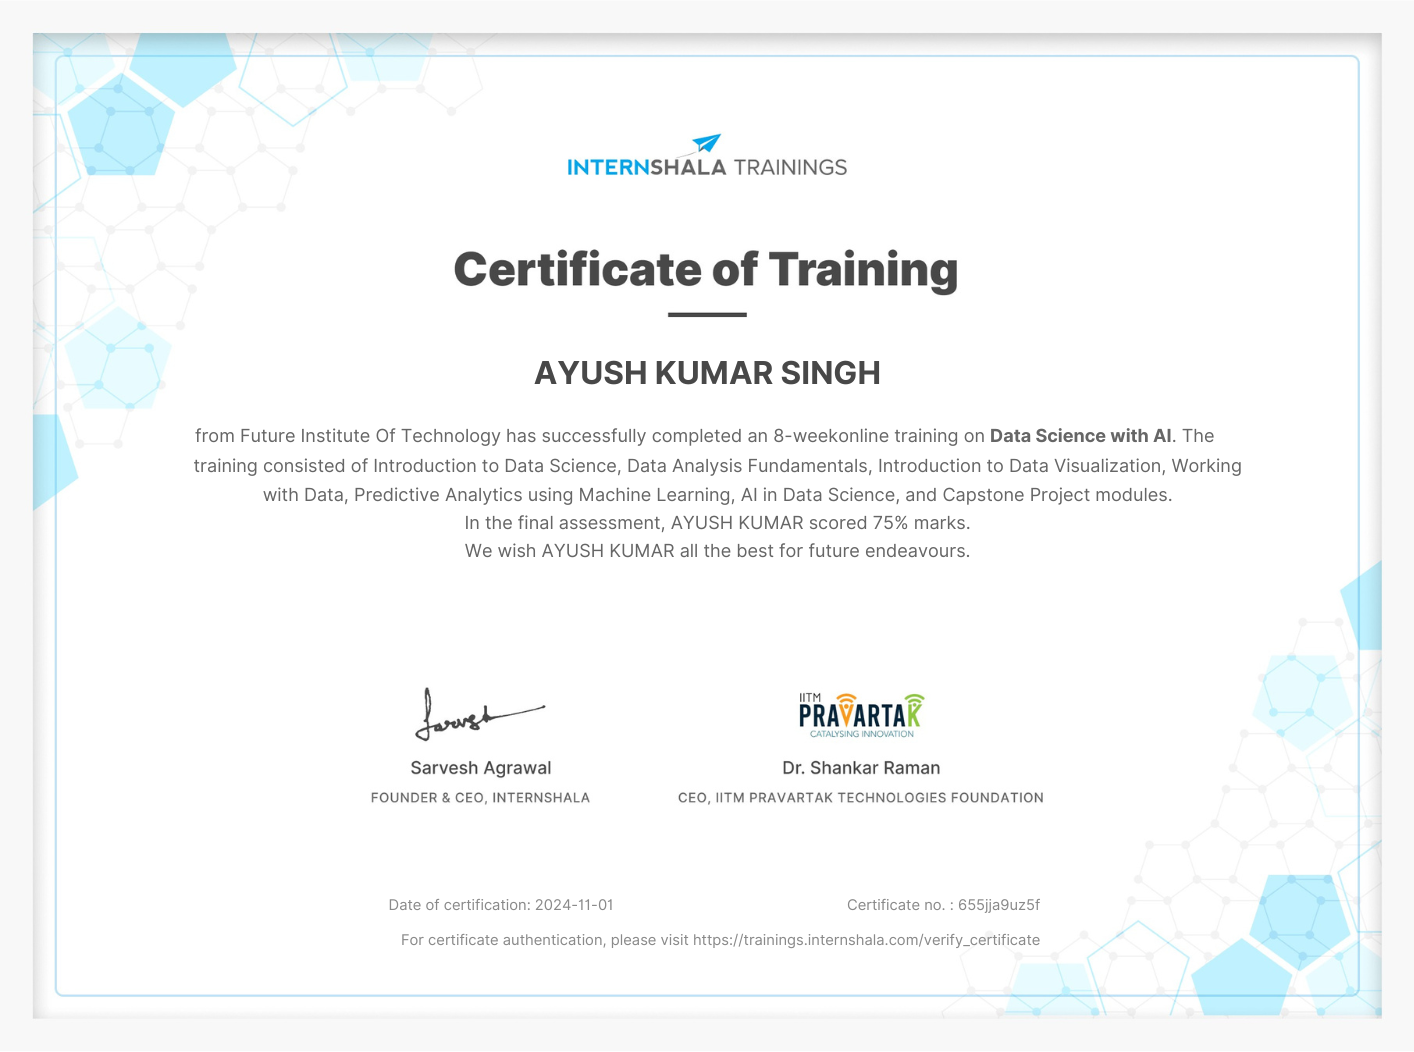 INTERNSHALA TRAININGS
Certificate of Training
AYUSH KUMAR SINGH
from Future Institute Of Technology has successfully completed an 8-weekonline training on Data Science with AI. The
training consisted of Introduction to Data Science, Data Analysis Fundamentals, Introduction to Data Visualization, Working
with Data, Predictive Analytics using Machine Learning, AI in Data Science, and Capstone Project modules.
In the final assessment, AYUSH KUMAR scored 75% marks.
We wish AYUSH KUMAR all the best for future endeavours.
Sarvesh
Sarvesh Agrawal
FOUNDER & CEO, INTERNSHALA
IITM
PRAVARTAK
CATALYSING INNOVATION
Dr. Shankar Raman
CEO, IITM PRAVARTAK TECHNOLOGIES FOUNDATION
Date of certification: 2024-11-01
Certificate no. : 655jja9uz5f
For certificate authentication, please visit https://trainings.internshala.com/verify_certificate